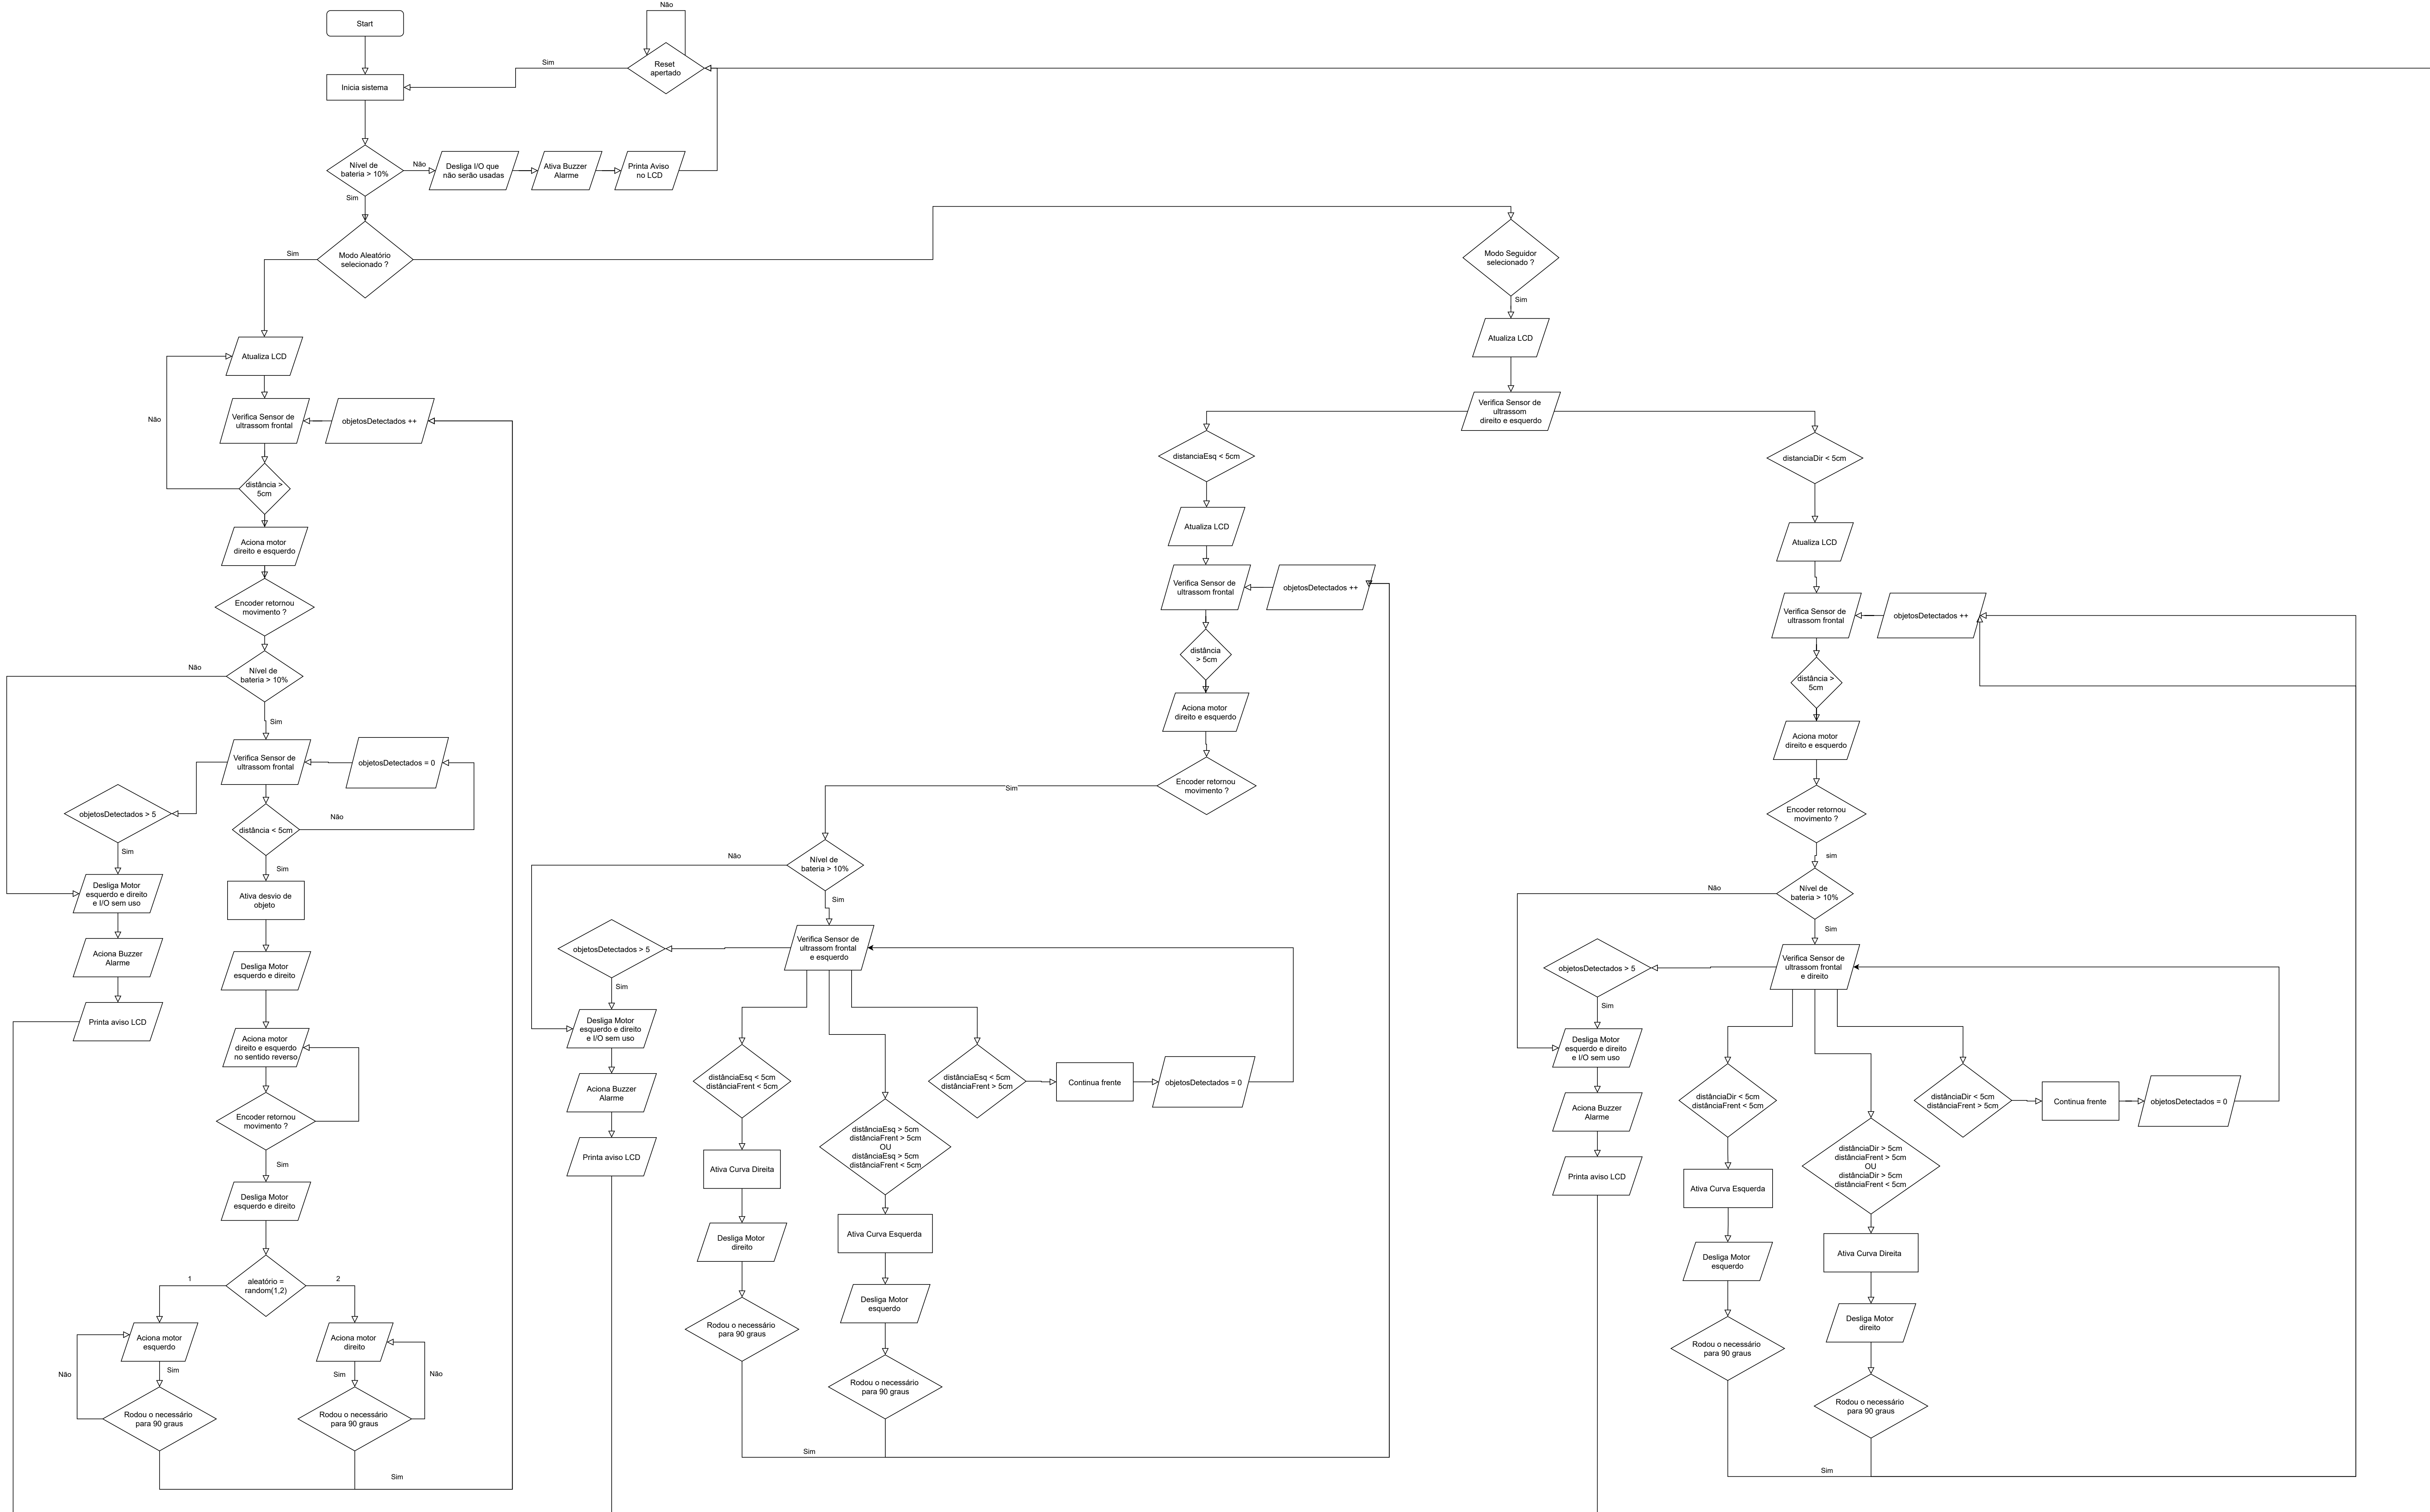 Start
Não
Reset
apertado
Sim
Inicia sistema
Nível de
bateria > 10%
Não
Desliga I/O que
não serão usadas
Ativa Buzzer
Alarme
Printa Aviso
no LCD
Sim
Modo Aleatório
selecionado ?
Sim
Atualiza LCD
Não
Verifica Sensor de
ultrassom frontal
objetosDetectados ++
distância >
5cm
Aciona motor
direito e esquerdo
Encoder retornou
movimento ?
Não
Nível de
bateria > 10%
Sim
Verifica Sensor de
ultrassom frontal
objetosDetectados = 0
objetosDetectados > 5
Não
distância < 5cm
Sim
Sim
Desliga Motor
esquerdo e direito
e I/O sem uso
Ativa desvio de
objeto
Aciona Buzzer
Alarme
Desliga Motor
esquerdo e direito
Printa aviso LCD
Aciona motor
direito e esquerdo
no sentido reverso
Encoder retornou
movimento ?
Sim
Desliga Motor
esquerdo e direito
1
aleatório =
random(1,2)
2
Aciona motor
esquerdo
Aciona motor
direito
Sim
Sim
Não
Não
Rodou o necessário
para 90 graus
Rodou o necessário
para 90 graus
Sim
Modo Seguidor
selecionado ?
Sim
Atualiza LCD
Verifica Sensor de
ultrassom
direito e esquerdo
distanciaEsq < 5cm
Atualiza LCD
Verifica Sensor de
ultrassom frontal
objetosDetectados ++
distância
> 5cm
Aciona motor
direito e esquerdo
Encoder retornou
movimento ?
Sim
Nível de
bateria > 10%
Não
Sim
Verifica Sensor de
ultrassom frontal
e esquerdo
objetosDetectados > 5
Sim
Desliga Motor
esquerdo e direito
e I/O sem uso
Aciona Buzzer
Alarme
Printa aviso LCD
distânciaEsq < 5cm
distânciaFrent < 5cm
distânciaEsq < 5cm
distânciaFrent > 5cm
Continua frente
objetosDetectados = 0
distânciaEsq > 5cm
distânciaFrent > 5cm
OU
distânciaEsq > 5cm
distânciaFrent < 5cm
Ativa Curva Direita
Ativa Curva Esquerda
Desliga Motor
direito
Desliga Motor
esquerdo
Rodou o necessário
para 90 graus
Rodou o necessário
para 90 graus
Sim
distanciaDir < 5cm
Atualiza LCD
Verifica Sensor de
ultrassom frontal
objetosDetectados ++
distância >
5cm
Aciona motor
direito e esquerdo
Encoder retornou
movimento ?
sim
Nível de
bateria > 10%
Não
Sim
Verifica Sensor de
ultrassom frontal
e direito
objetosDetectados > 5
Sim
Desliga Motor
esquerdo e direito
e I/O sem uso
Aciona Buzzer
Alarme
Printa aviso LCD
distânciaDir < 5cm
distânciaFrent < 5cm
distânciaDir < 5cm
distânciaFrent > 5cm
Continua frente
objetosDetectados = 0
distânciaDir > 5cm
distânciaFrent > 5cm
OU
distânciaDir > 5cm
distânciaFrent < 5cm
Ativa Curva Esquerda
Ativa Curva Direita
Desliga Motor
esquerdo
Desliga Motor
direito
Rodou o necessário
para 90 graus
Rodou o necessário
para 90 graus
Sim